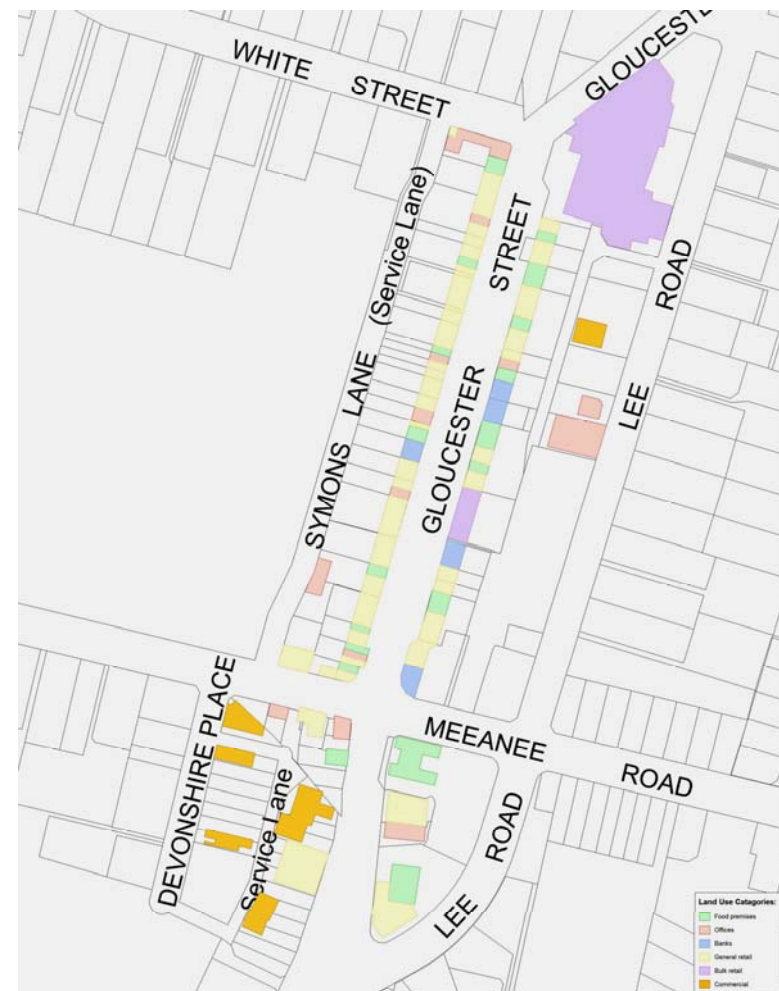 WHITE STREET
GLOUCESTE
SYMONS LANE (Service Lane)
GLOUCESTER STREET
LEE ROAD
DEVONSHIRE PLACE
Service Lane
MEEANEE ROAD
LEE ROAD
Land Use Catagories:
Food premises
Offices
Banks
General retail
Bulk retail
Commercial